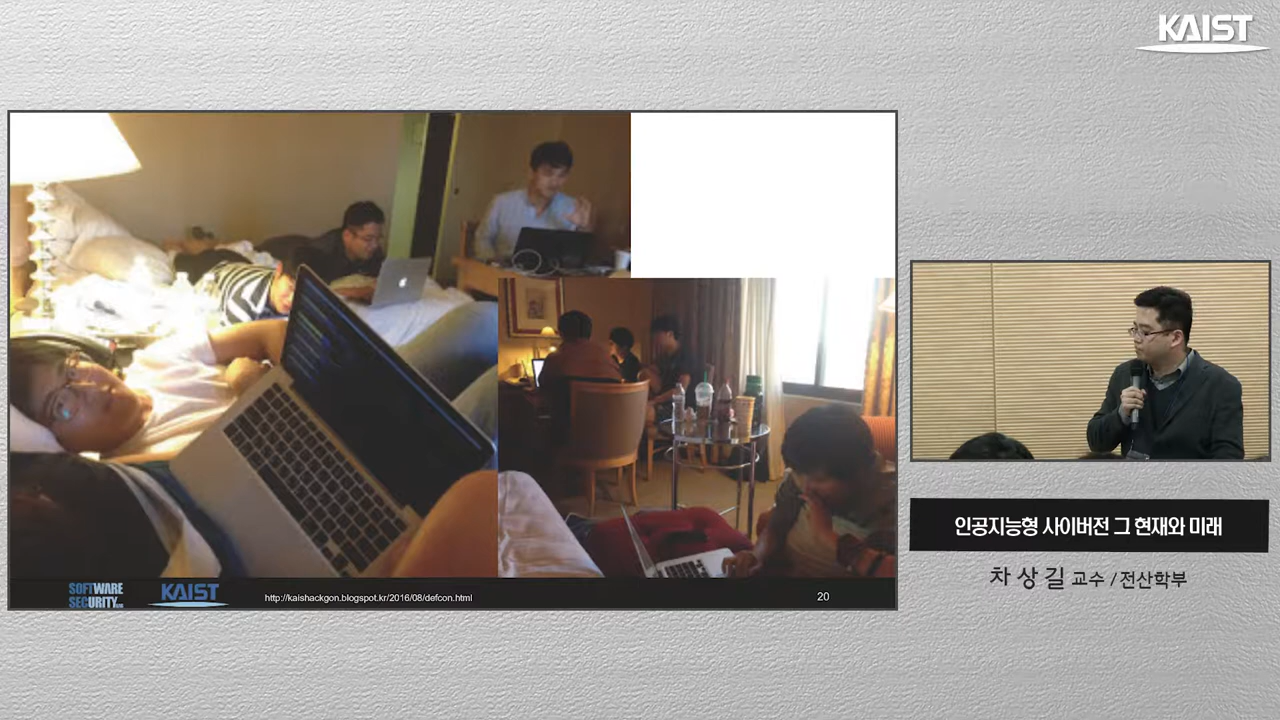 KAIST
인공지능형 사이버전 그 현재와 미래
차상길 교수 / 전산학부
SOFTWARE
SECURITY
KAIST
http://kaishackgon.blogspot.kr/2016/08/defcon.html
20